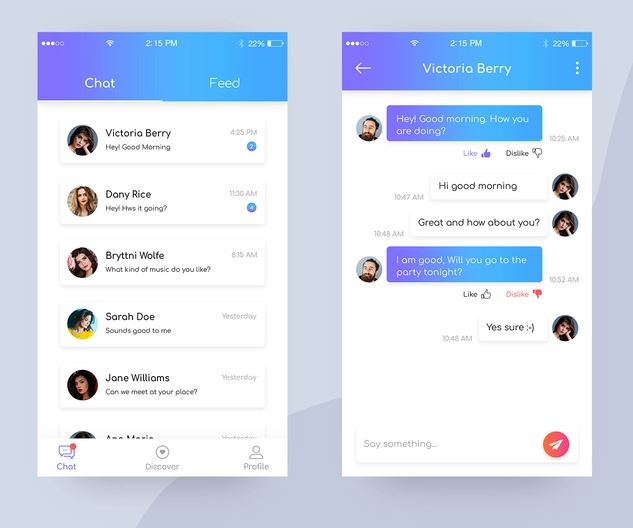 2:15 PM
22%
Chat
Feed
Victoria Berry
4:25 PM
Hey! Good Morning
2
Dany Rice
11:30 AM
Hey! Hws it going?
4
Bryttni Wolfe
8:15 AM
What kind of music do you like?
Sarah Doe
Yesterday
Sounds good to me
Jane Williams
Yesterday
Can we meet at your place?
Ana Maria
Yesterday
Chat
Discover
Profile
2:15 PM
22%
Victoria Berry
Hey! Good morning. How you
are doing?
10:25 AM
Like
Dislike
Hi good morning
10:47 AM
Great and how about you?
10:48 AM
I am good, Will you go to the
party tonight?
10:52 AM
Like
Dislike
Yes sure :-)
10:48 AM
Say something...